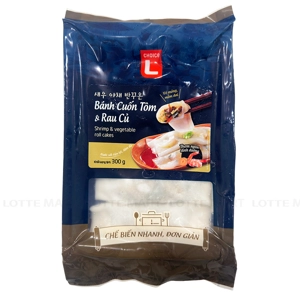 CHOICE
L
새우 야채 반꾸온
Bánh Cuốn Tôm
& Rau Củ
Shrimp & vegetable
roll cakes
300 g
CHẾ BIẾN NHANH, ĐƠN GIẢN